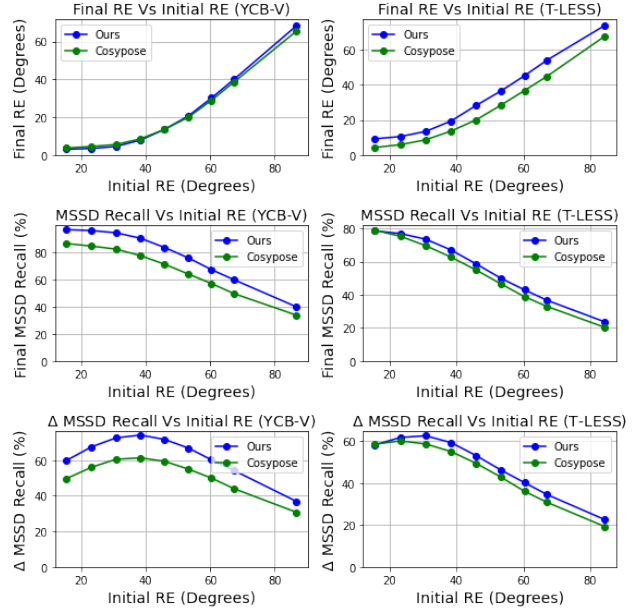 Final RE Vs Initial RE (YCB-V)
Final RE (Degrees)
60
40
20
0
Ours
Cosypose
20 40 60 80
Initial RE (Degrees)
Final RE Vs Initial RE (T-LESS)
Final RE (Degrees)
60
40
20
0
Ours
Cosypose
20 40 60 80
Initial RE (Degrees)
MSSD Recall Vs Initial RE (YCB-V)
Final MSSD Recall (%)
100
80
60
40
20
0
Ours
Cosypose
20 40 60 80
Initial RE (Degrees)
MSSD Recall Vs Initial RE (T-LESS)
Final MSSD Recall (%)
80
60
40
20
0
Ours
Cosypose
20 40 60 80
Initial RE (Degrees)
Δ MSSD Recall Vs Initial RE (YCB-V)
Δ MSSD Recall (%)
60
40
20
0
Ours
Cosypose
20 40 60 80
Initial RE (Degrees)
Δ MSSD Recall Vs Initial RE (T-LESS)
Δ MSSD Recall (%)
60
40
20
0
Ours
Cosypose
20 40 60 80
Initial RE (Degrees)